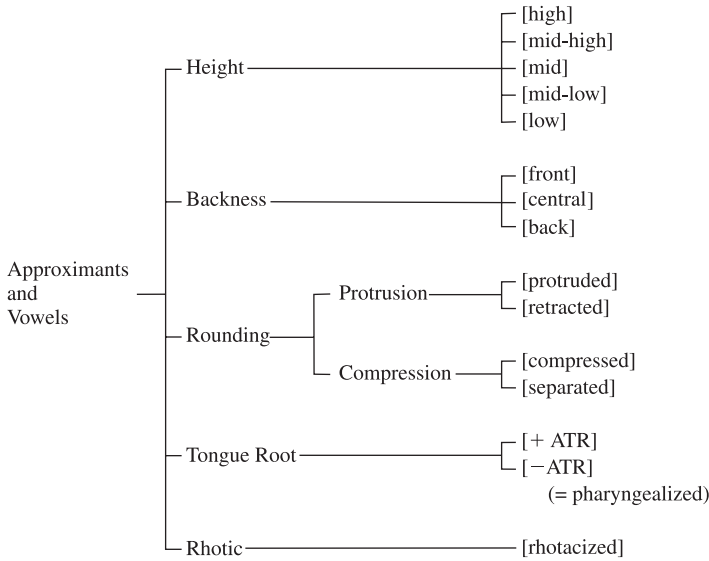 [high]
[mid-high]
Height
[mid]
[mid-low]
[low]
[front]
Backness
[central]
[back]
Approximants
and
Vowels
Rounding
Protrusion
[protruded]
[retracted]
Compression
[compressed]
[separated]
Tongue Root
[+ ATR]
[−ATR]
(= pharyngealized)
Rhotic
[rhotacized]